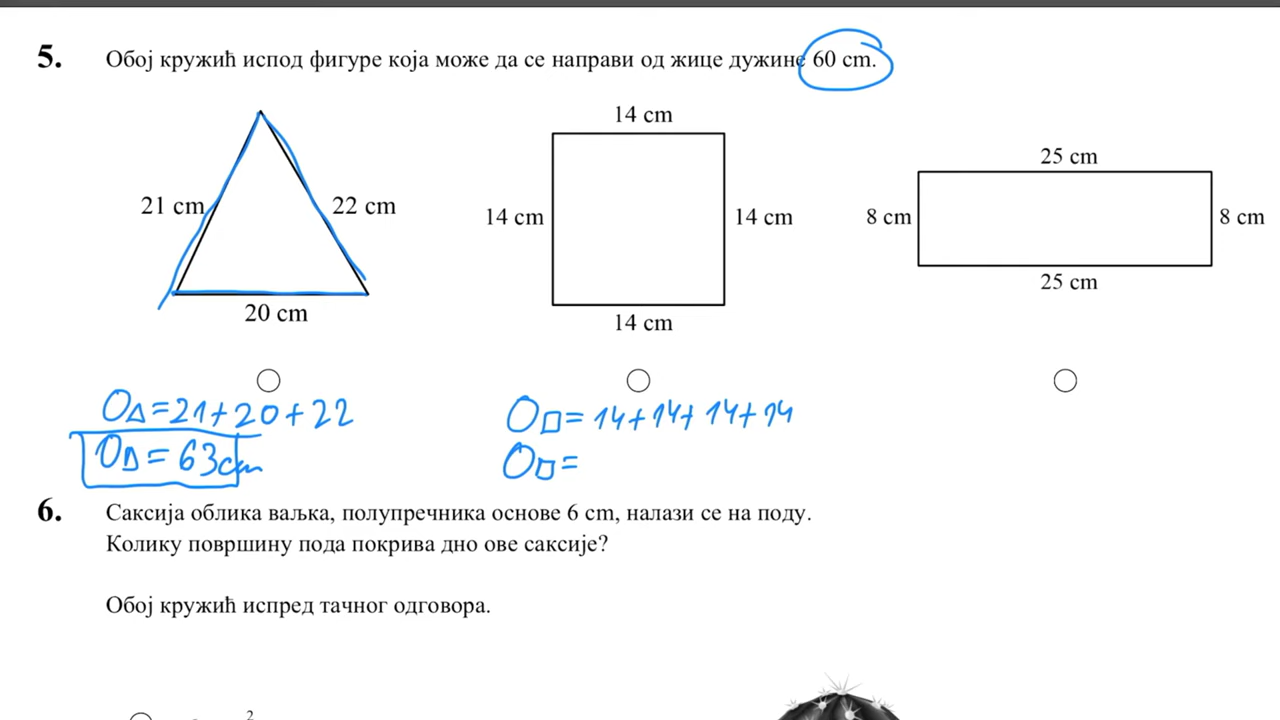 5. Обој кружић испод фигуре која може да се направи од жице дужине 60 cm.
14 cm
25 cm
21 cm 22 cm 14 cm 14 cm 8 cm 8 cm
25 cm
20 cm 14 cm
O△=21+20+22 O□=14+14+14+14
O△=63cm O□=
6. Саксија облика ваљка, полупречника основе 6 cm, налази се на поду.
Колику површину пода покрива дно ове саксије?
Обој кружић испред тачног одговора.
2